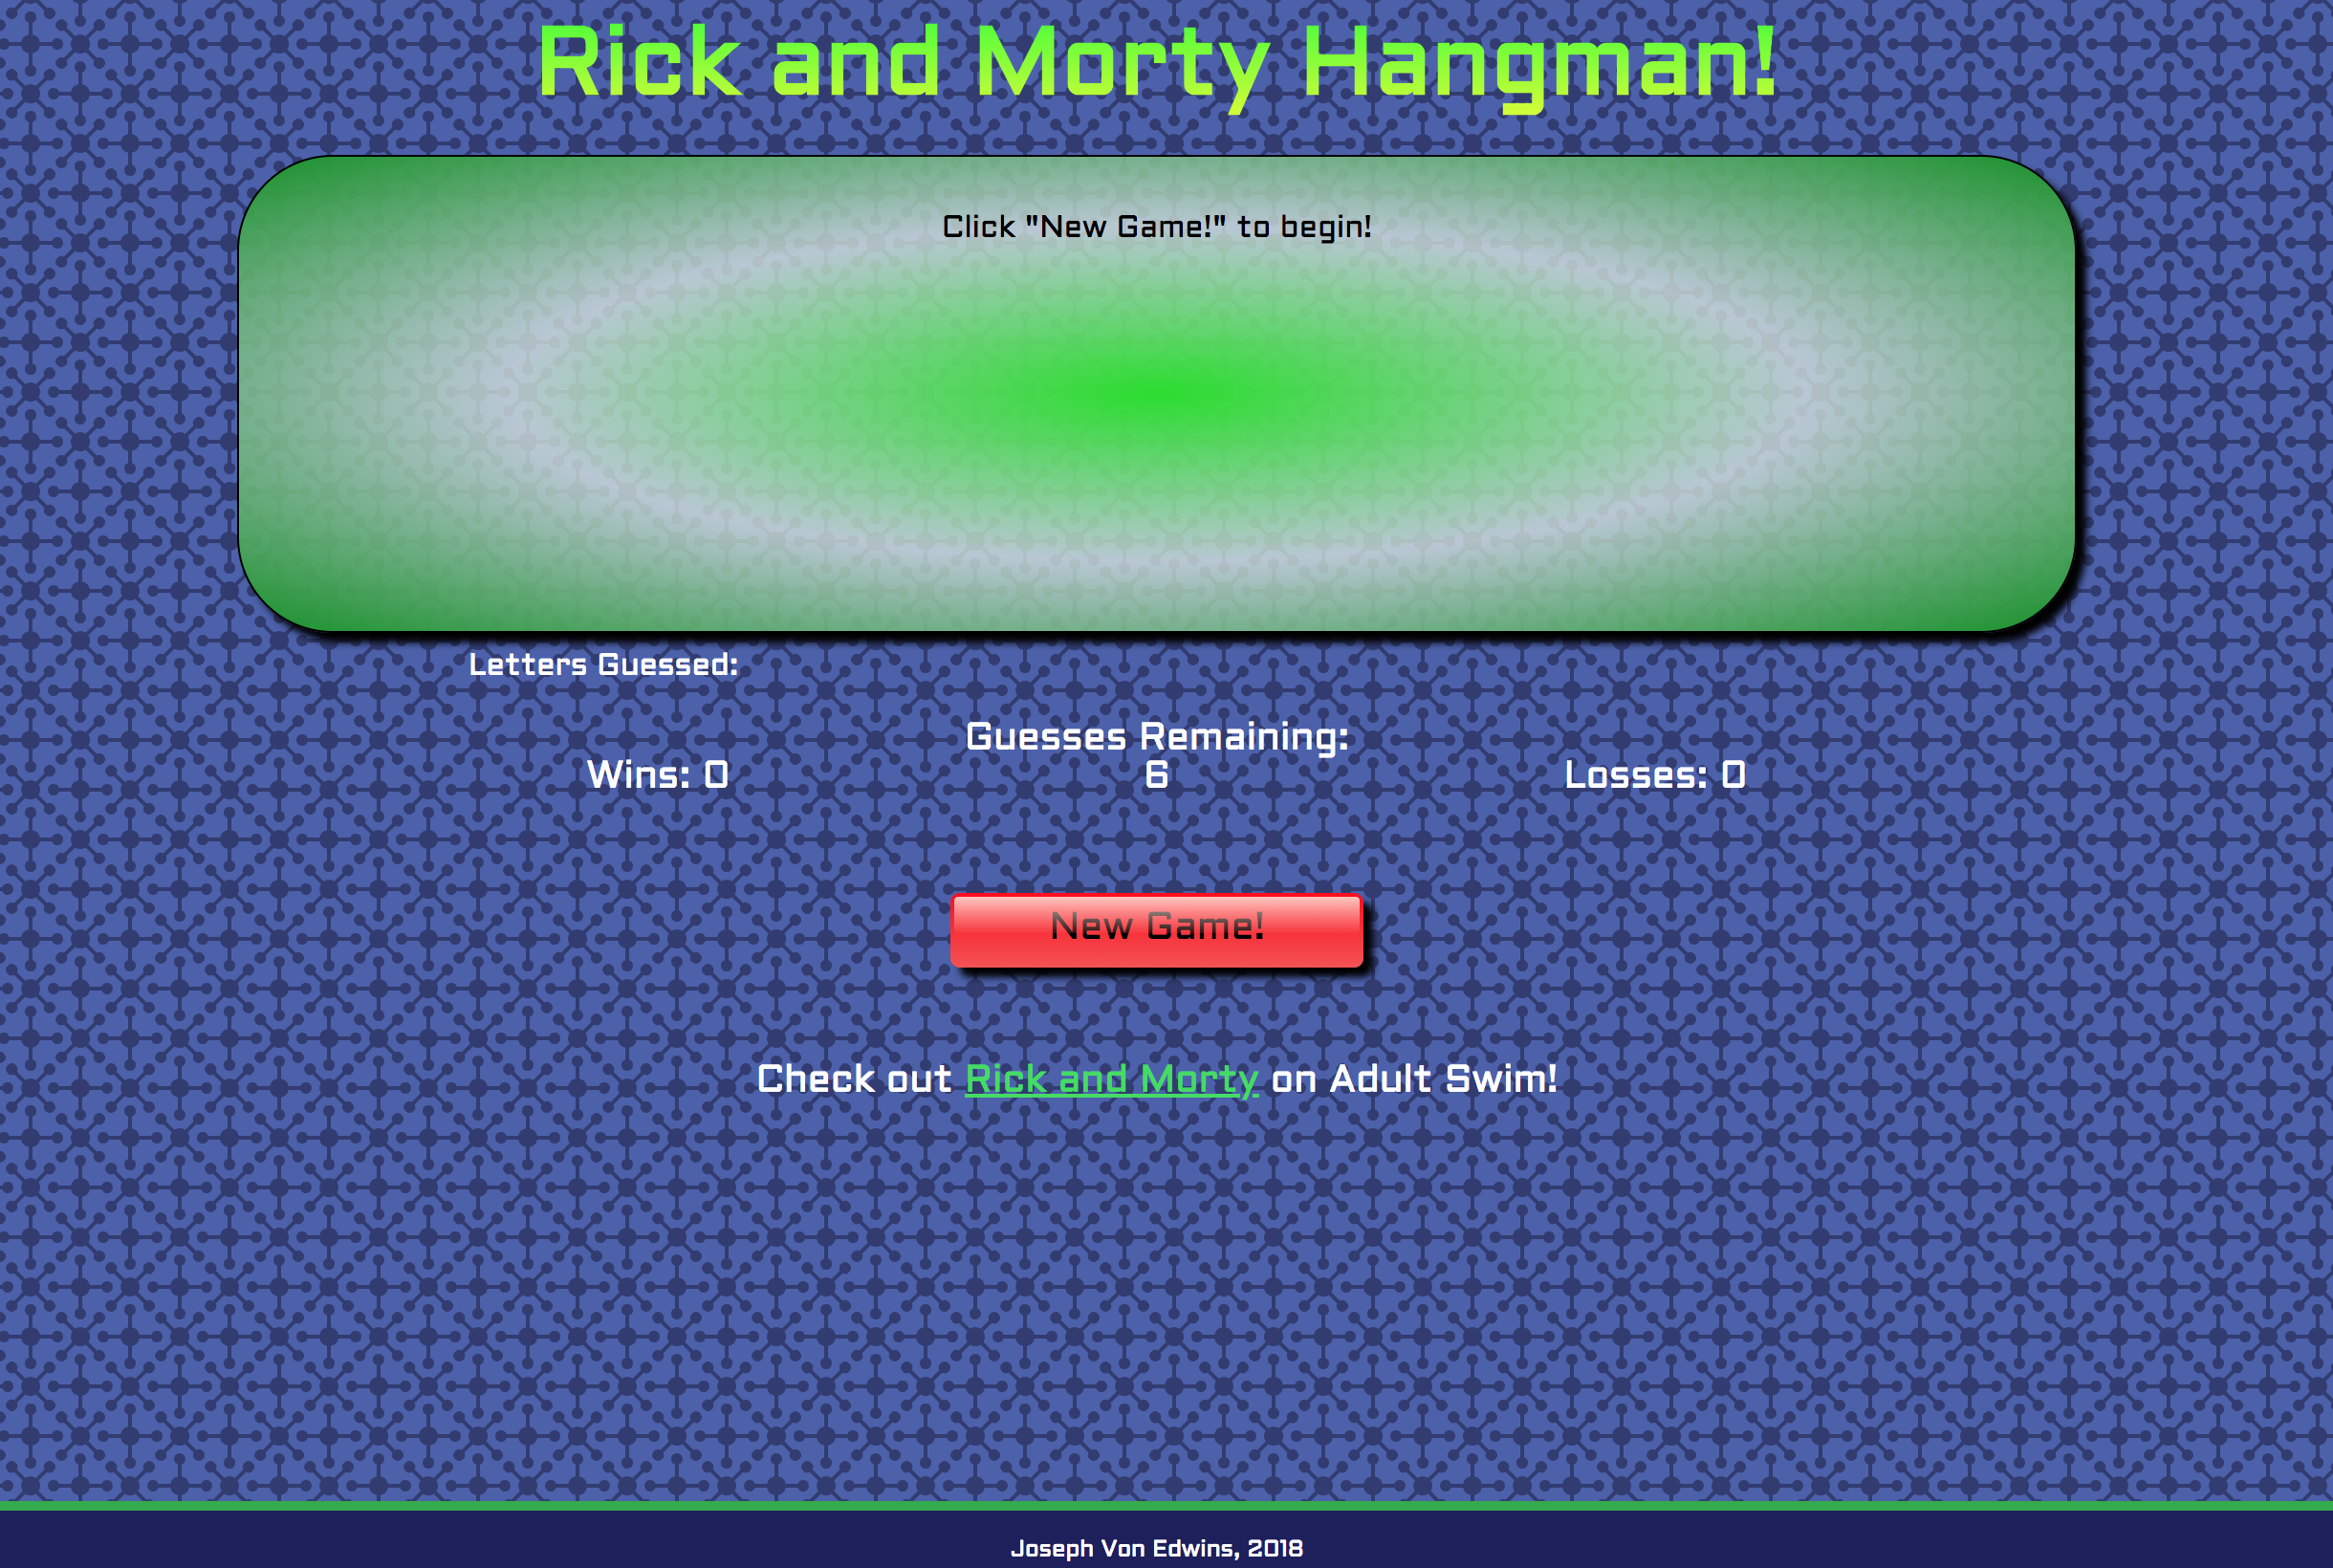 Rick and Morty Hangman!
Click "New Game!" to begin!
Letters Guessed:
Guesses Remaining:
Wins: 0 6 Losses: 0
New Game!
Check out Rick and Morty on Adult Swim!
Joseph Von Edwins, 2018